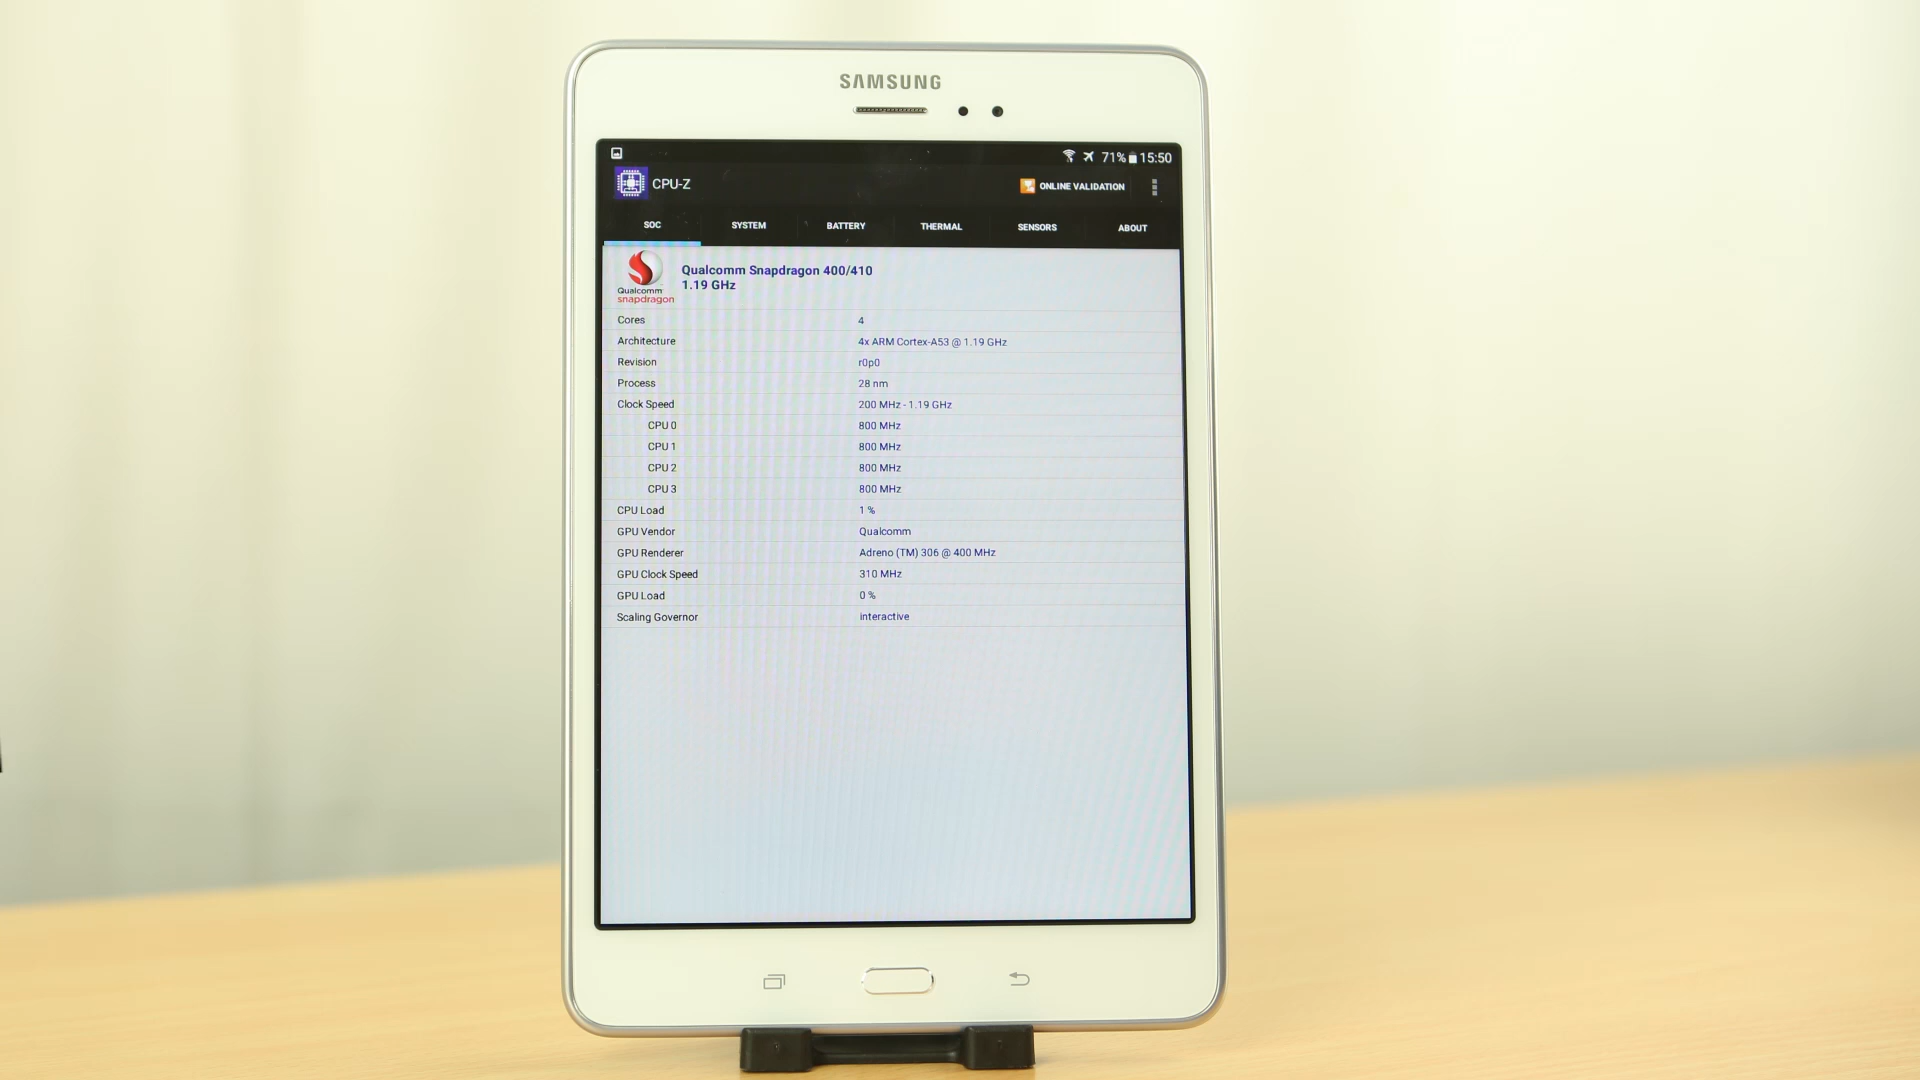 SAMSUNG
71% 15:50
CPU-Z
ONLINE VALIDATION
SOC SYSTEM BATTERY THERMAL SENSORS ABOUT
Qualcomm Snapdragon 400/410
1.19 GHz
Qualcomm
snapdragon
Cores 4
Architecture 4x ARM Cortex-A53 @ 1.19 GHz
Revision r0p0
Process 28 nm
Clock Speed 200 MHz - 1.19 GHz
CPU 0 800 MHz
CPU 1 800 MHz
CPU 2 800 MHz
CPU 3 800 MHz
CPU Load 1 %
GPU Vendor Qualcomm
GPU Renderer Adreno (TM) 306 @ 400 MHz
GPU Clock Speed 310 MHz
GPU Load 0 %
Scaling Governor interactive